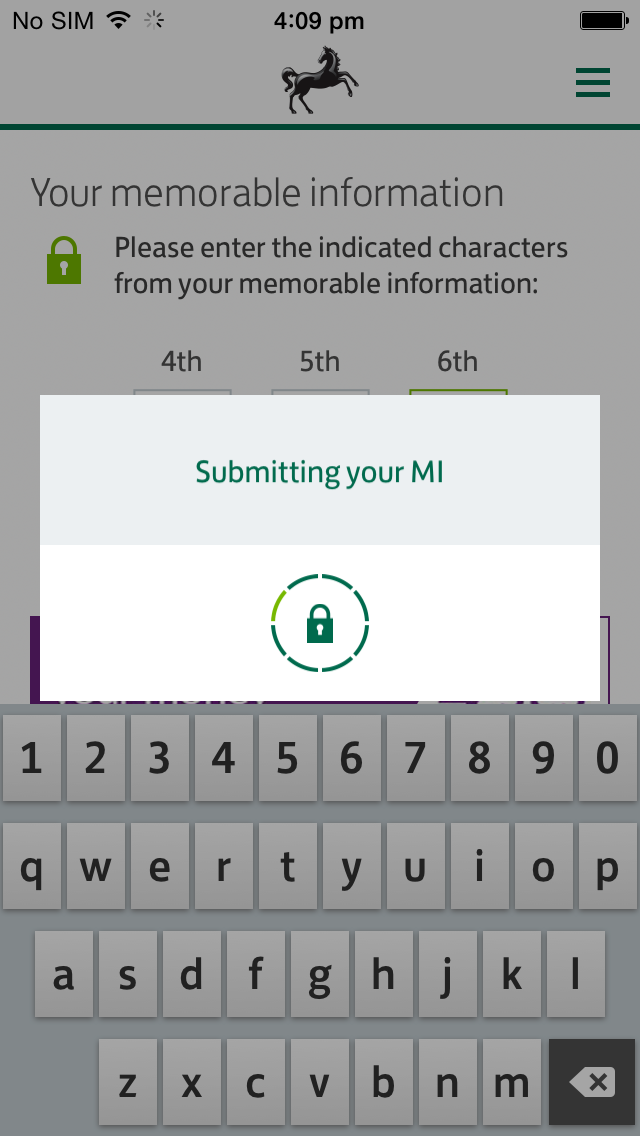 No SIM 4:09 pm
Your memorable information
Please enter the indicated characters
from your memorable information:
4th 5th 6th
Submitting your MI
1 2 3 4 5 6 7 8 9 0
q w e r t y u i o p
a s d f g h j k l
z x c v b n m